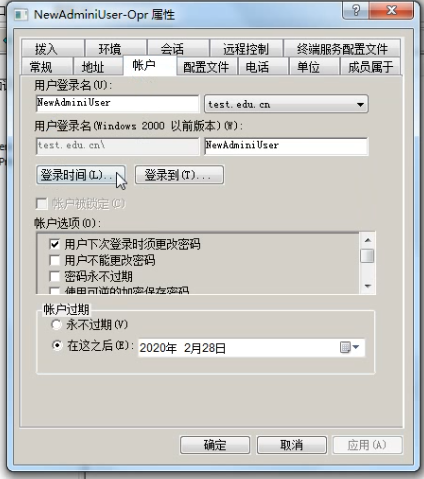 NewAdminiUser-Opr 属性
拨入 环境 会话 远程控制 终端服务配置文件
常规 地址 帐户 配置文件 电话 单位 成员属于
用户登录名(U):
NewAdminiUser test.edu.cn
用户登录名(Windows 2000 以前版本)(W):
test.edu.cn\ NewAdminiUser
登录时间(L)... 登录到(T)...
帐户被锁定(C)
帐户选项(O):
用户下次登录时须更改密码
用户不能更改密码
密码永不过期
使用可逆的加密保存密码
帐户过期
永不过期(V)
在这之后(E): 2020年 2月28日
确定 取消 应用(A)